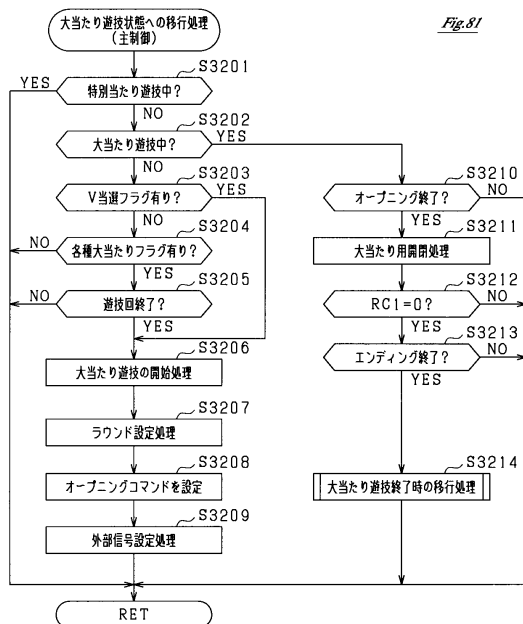 大当たり遊技状態への移行処理
(主制御)
Fig.81
S3201
YES
特別当たり遊技中?
NO
S3202
大当たり遊技中?
YES
NO
S3203
V当選フラグ有り?
YES
NO
S3204
NO
各種大当たりフラグ有り?
YES
S3205
NO
遊技回終了?
YES
S3206
大当たり遊技の開始処理
S3207
ラウンド設定処理
S3208
オープニングコマンドを設定
S3209
外部信号設定処理
RET
S3210
オープニング終了?
NO
YES
S3211
大当たり用開閉処理
S3212
RC1=0?
NO
YES
S3213
エンディング終了?
NO
YES
S3214
大当たり遊技終了時の移行処理